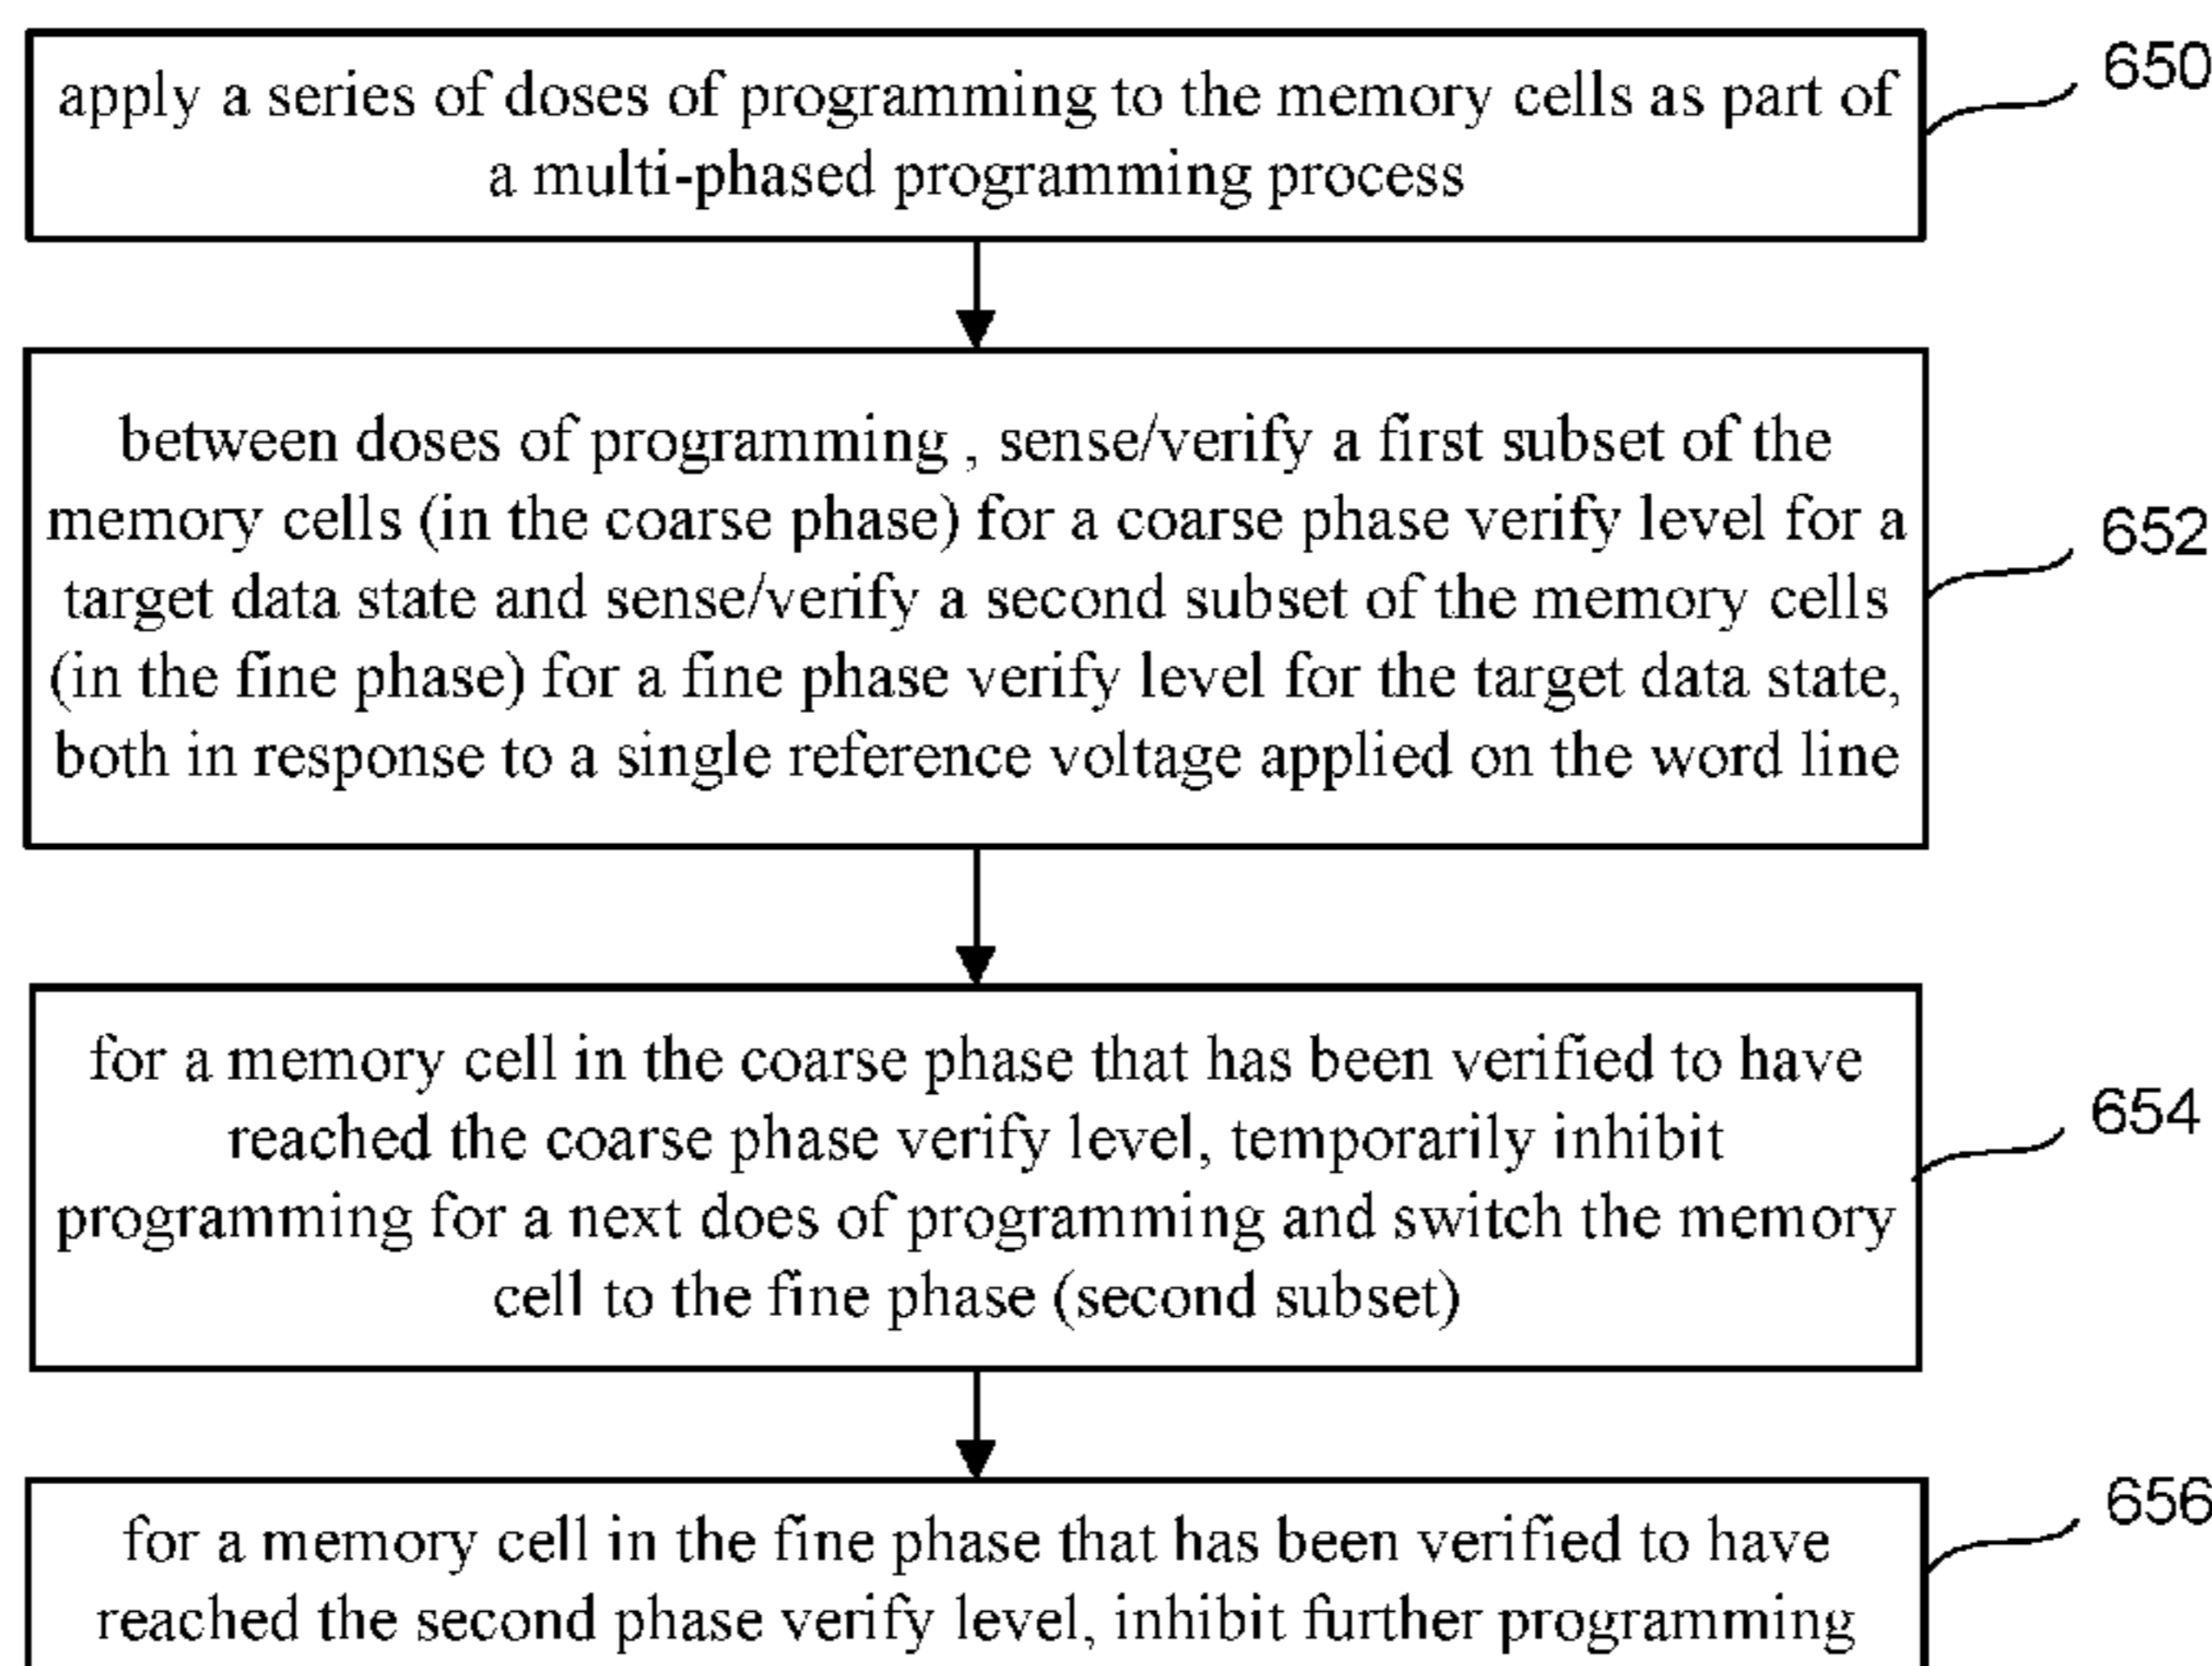 apply a series of doses of programming to the memory cells as part of
a multi-phased programming process
650
between doses of programming , sense/verify a first subset of the
memory cells (in the coarse phase) for a coarse phase verify level for a
target data state and sense/verify a second subset of the memory cells
(in the fine phase) for a fine phase verify level for the target data state,
both in response to a single reference voltage applied on the word line
652
for a memory cell in the coarse phase that has been verified to have
reached the coarse phase verify level, temporarily inhibit
programming for a next does of programming and switch the memory
cell to the fine phase (second subset)
654
for a memory cell in the fine phase that has been verified to have
reached the second phase verify level, inhibit further programming
656